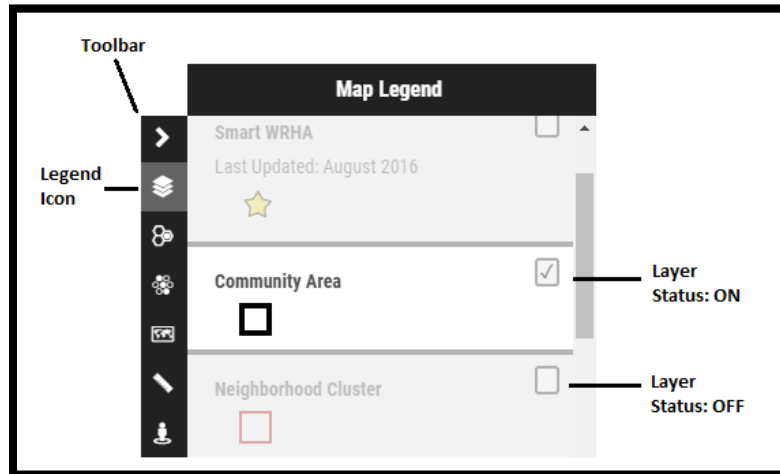 Toolbar
Map Legend
Smart WRHA
Last Updated: August 2016
Legend
Icon
Community Area
Layer
Status: ON
Neighborhood Cluster
Layer
Status: OFF